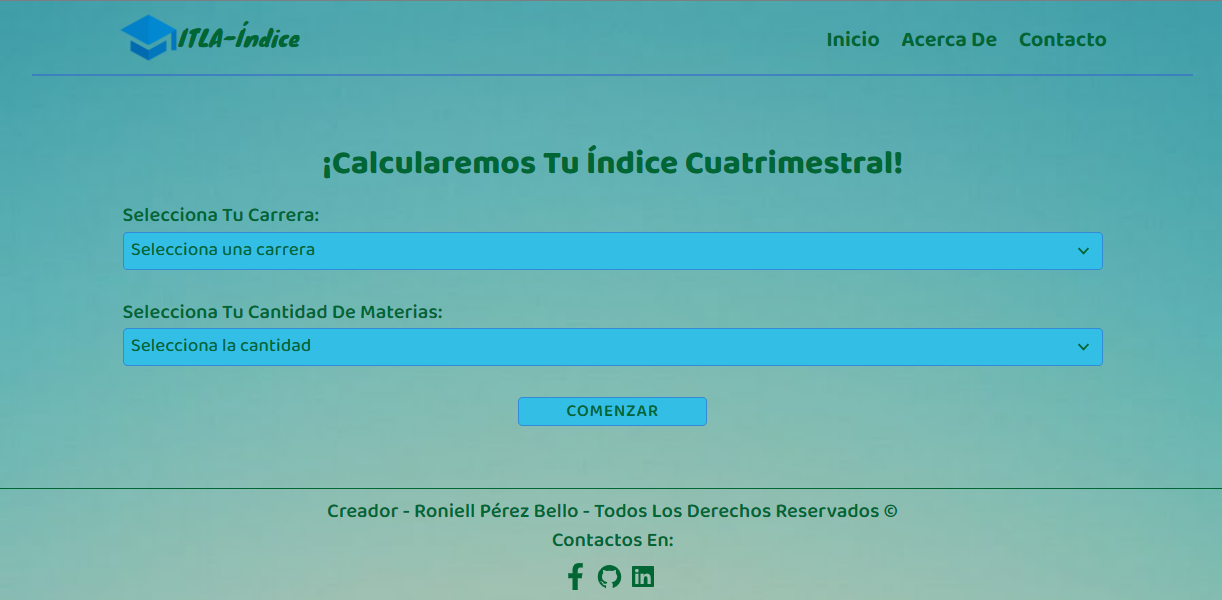 ITLA-Índice
Inicio Acerca De Contacto
¡Calcularemos Tu Índice Cuatrimestral!
Selecciona Tu Carrera:
Selecciona una carrera
Selecciona Tu Cantidad De Materias:
Selecciona la cantidad
COMENZAR
Creador - Roniell Pérez Bello - Todos Los Derechos Reservados ©
Contactos En: